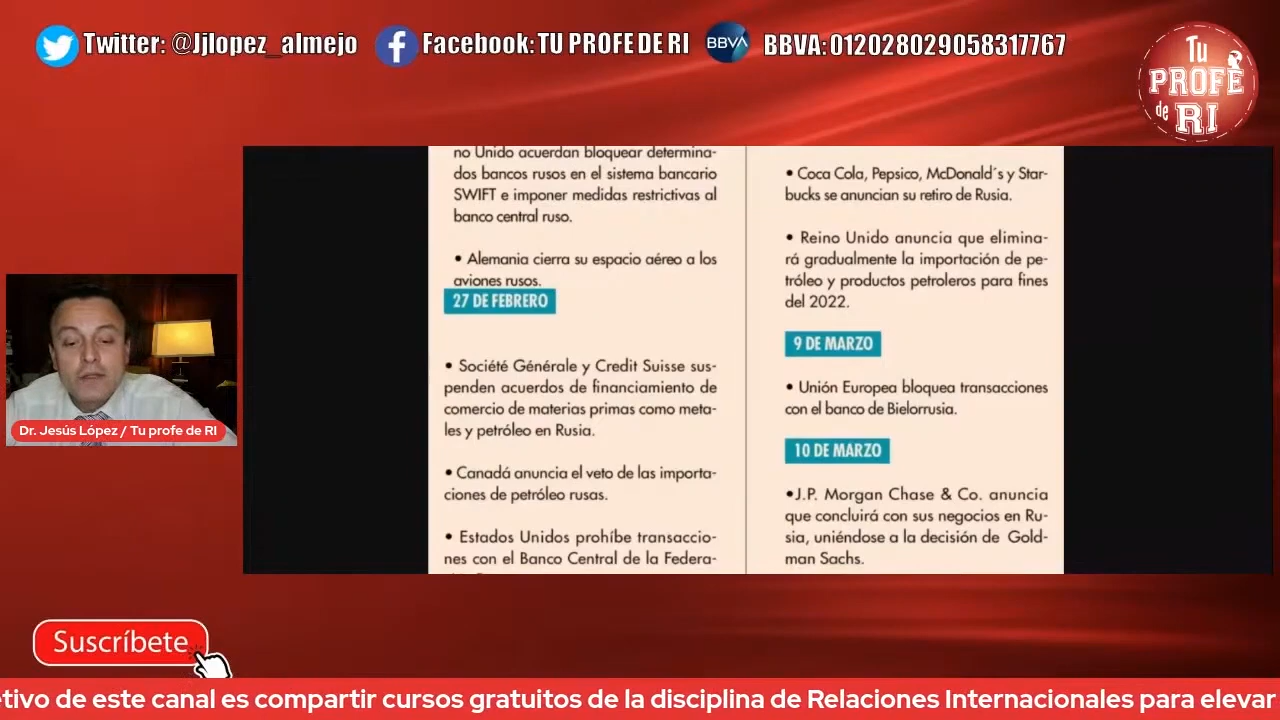 Twitter: @Jjlopez_almejo
Facebook: TU PROFE DE RI
BBVA
BBVA: 012028029058317767
Tu
PROFE
de RI
no Unido acuerdan bloquear determina-
dos bancos rusos en el sistema bancario
SWIFT e imponer medidas restrictivas al
banco central ruso.
• Alemania cierra su espacio aéreo a los
aviones rusos.
27 DE FEBRERO
• Société Générale y Credit Suisse sus-
penden acuerdos de financiamiento de
comercio de materias primas como meta-
les y petróleo en Rusia.
• Canadá anuncia el veto de las importa-
ciones de petróleo rusas.
• Estados Unidos prohíbe transaccio-
nes con el Banco Central de la Federa-
• Coca Cola, Pepsico, McDonald´s y Star-
bucks se anuncian su retiro de Rusia.
• Reino Unido anuncia que elimina-
rá gradualmente la importación de pe-
tróleo y productos petroleros para fines
del 2022.
9 DE MARZO
• Unión Europea bloquea transacciones
con el banco de Bielorrusia.
10 DE MARZO
•J.P. Morgan Chase & Co. anuncia
que concluirá con sus negocios en Ru-
sia, uniéndose a la decisión de Gold-
man Sachs.
Dr. Jesús López / Tu profe de RI
Suscríbete
etivo de este canal es compartir cursos gratuitos de la disciplina de Relaciones Internacionales para elevar